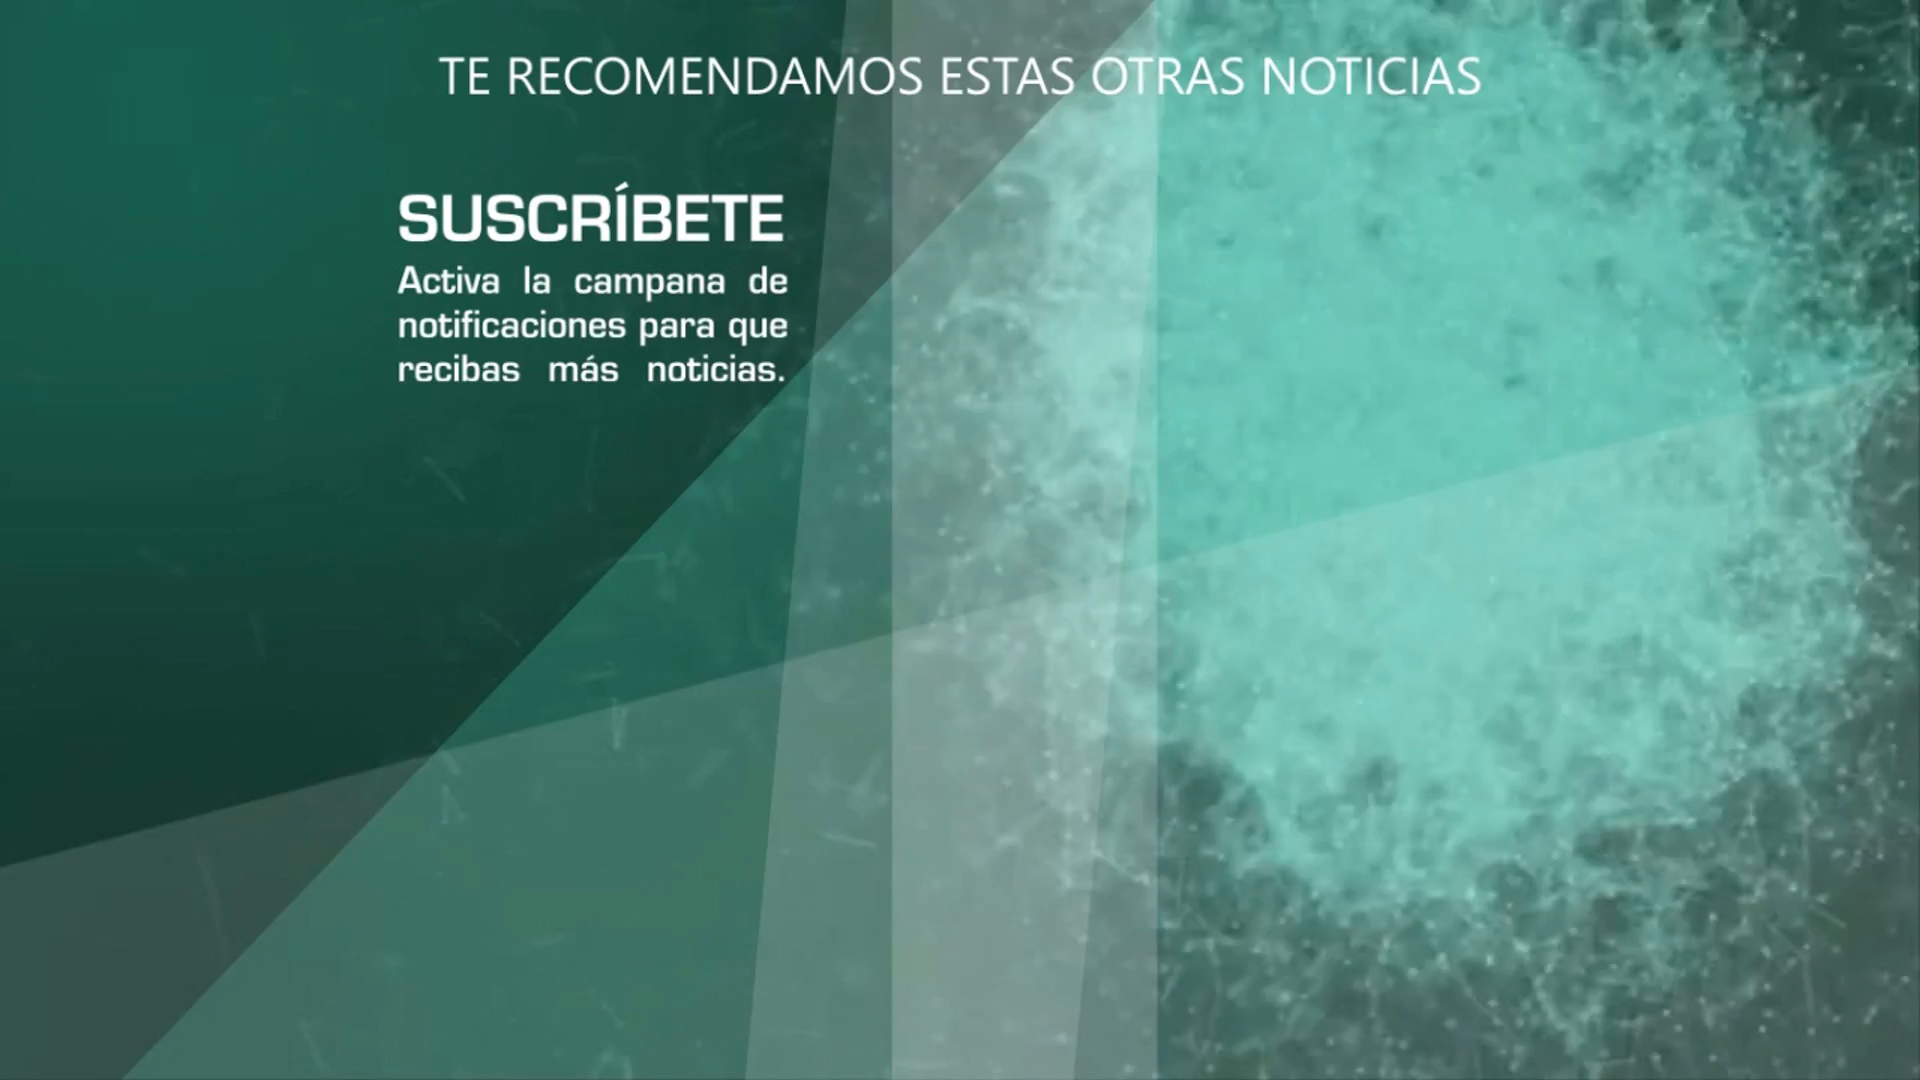 TE RECOMENDAMOS ESTAS OTRAS NOTICIAS
SUSCRÍBETE
Activa la campana de
notificaciones para que
recibas más noticias.